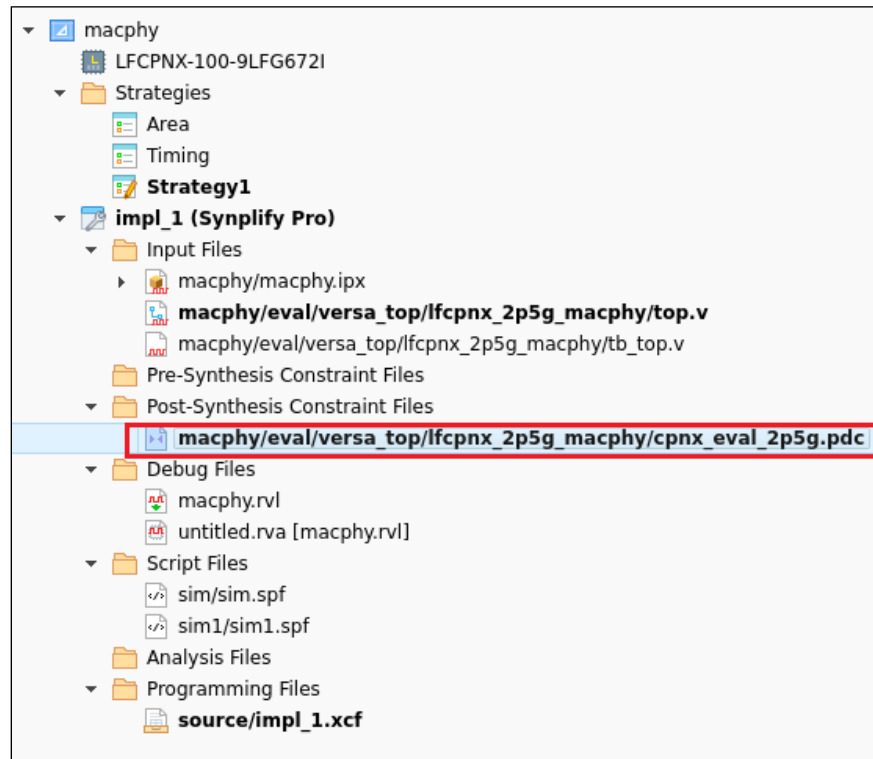 macphy
LFCPNX-100-9LFG672I
Strategies
Area
Timing
Strategy1
impl_1 (Synplify Pro)
Input Files
macphy/macphy.ipx
macphy/eval/versa_top/lfcpnx_2p5g_macphy/top.v
macphy/eval/versa_top/lfcpnx_2p5g_macphy/tb_top.v
Pre-Synthesis Constraint Files
Post-Synthesis Constraint Files
macphy/eval/versa_top/lfcpnx_2p5g_macphy/cpnx_eval_2p5g.pdc
Debug Files
macphy.rvl
untitled.rva [macphy.rvl]
Script Files
sim/sim.spf
sim1/sim1.spf
Analysis Files
Programming Files
source/impl_1.xcf